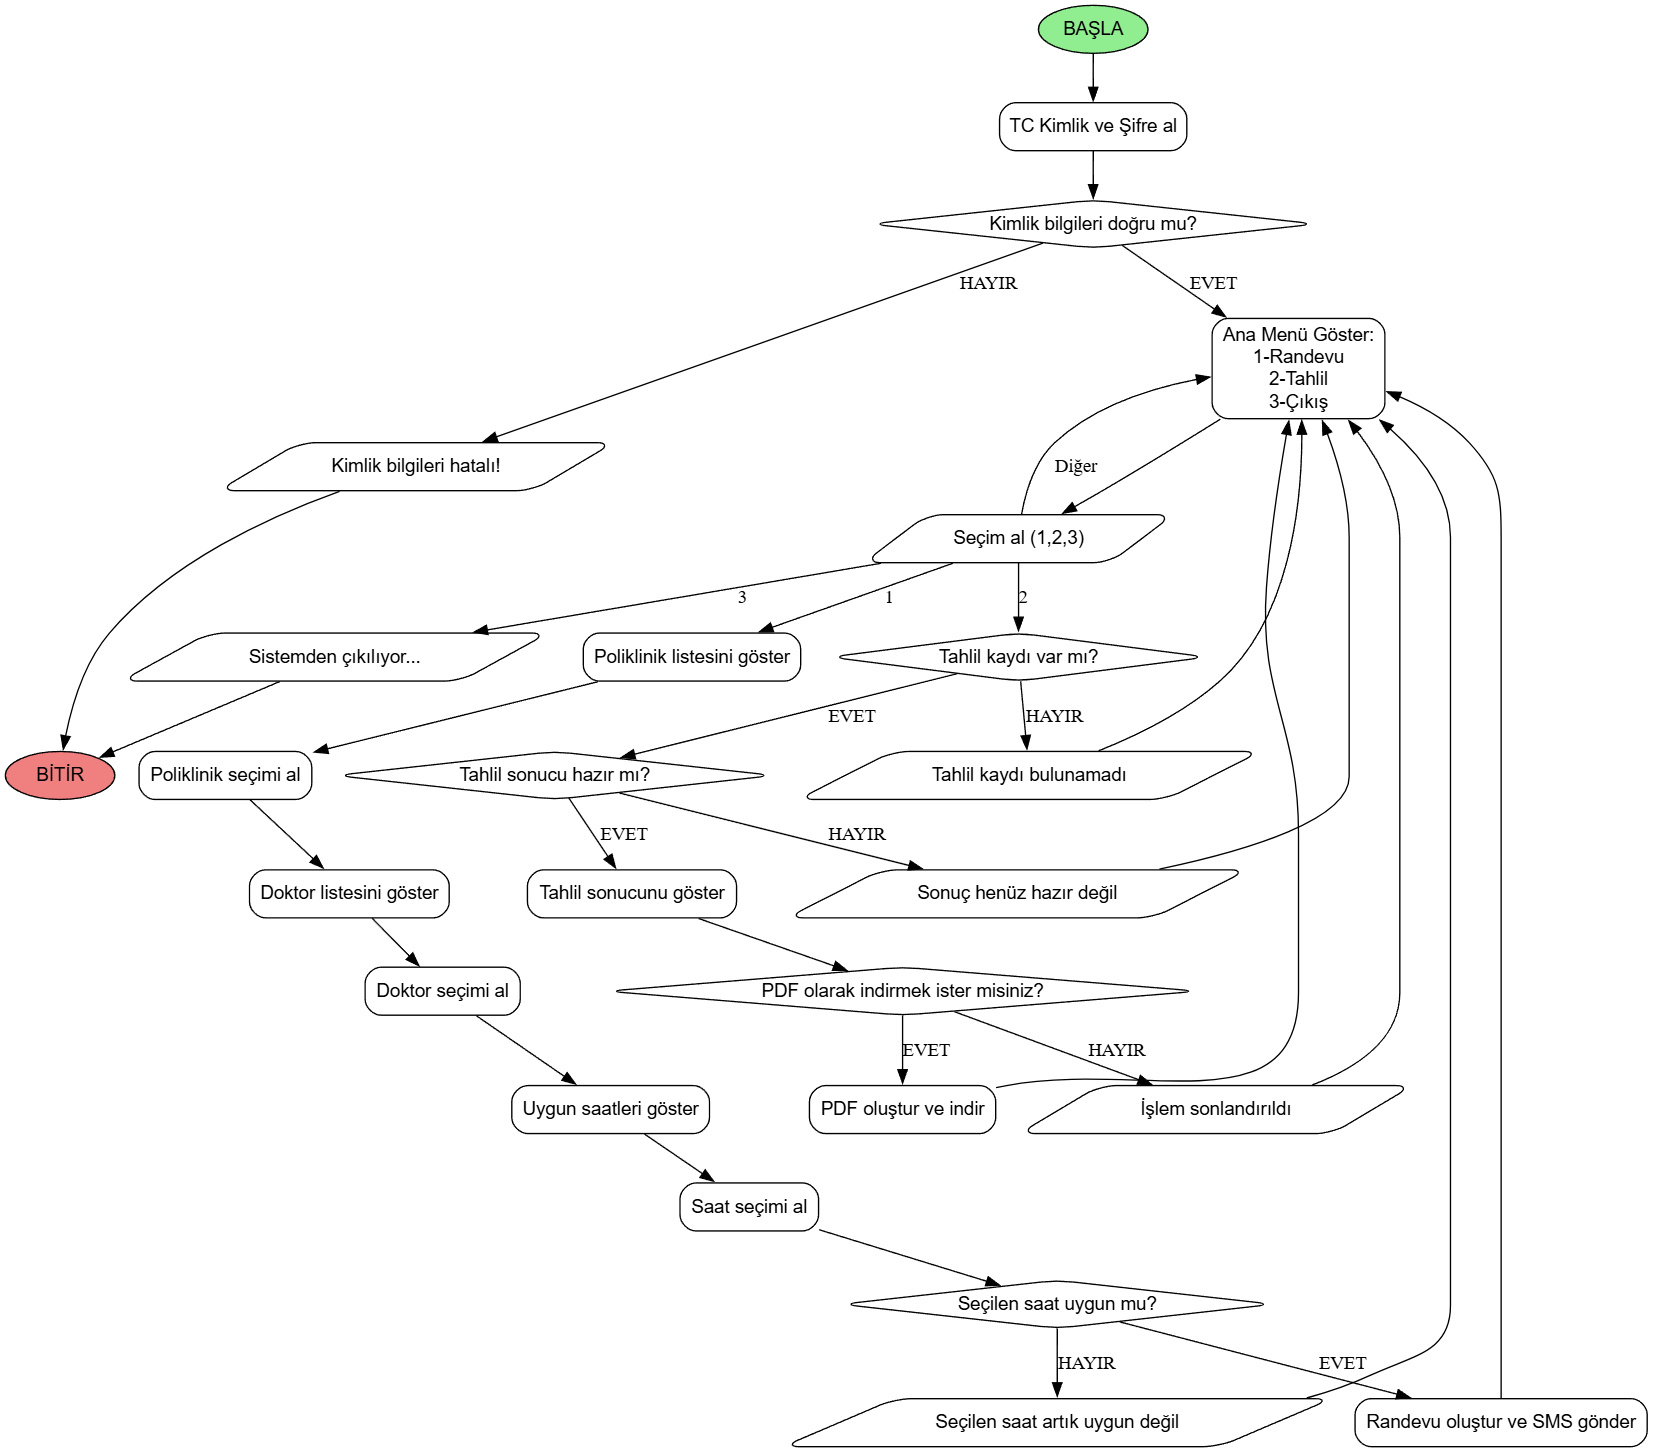 BAŞLA
TC Kimlik ve Şifre al
Kimlik bilgileri doğru mu?
HAYIR
EVET
Ana Menü Göster:
1-Randevu
2-Tahlil
3-Çıkış
Kimlik bilgileri hatalı!
Diğer
Seçim al (1,2,3)
3
1
2
Sistemden çıkılıyor...
Poliklinik listesini göster
Tahlil kaydı var mı?
EVET
HAYIR
BİTİR
Poliklinik seçimi al
Tahlil sonucu hazır mı?
Tahlil kaydı bulunamadı
EVET
HAYIR
Doktor listesini göster
Tahlil sonucunu göster
Sonuç henüz hazır değil
Doktor seçimi al
PDF olarak indirmek ister misiniz?
EVET
HAYIR
Uygun saatleri göster
PDF oluştur ve indir
İşlem sonlandırıldı
Saat seçimi al
Seçilen saat uygun mu?
HAYIR
EVET
Seçilen saat artık uygun değil
Randevu oluştur ve SMS gönder